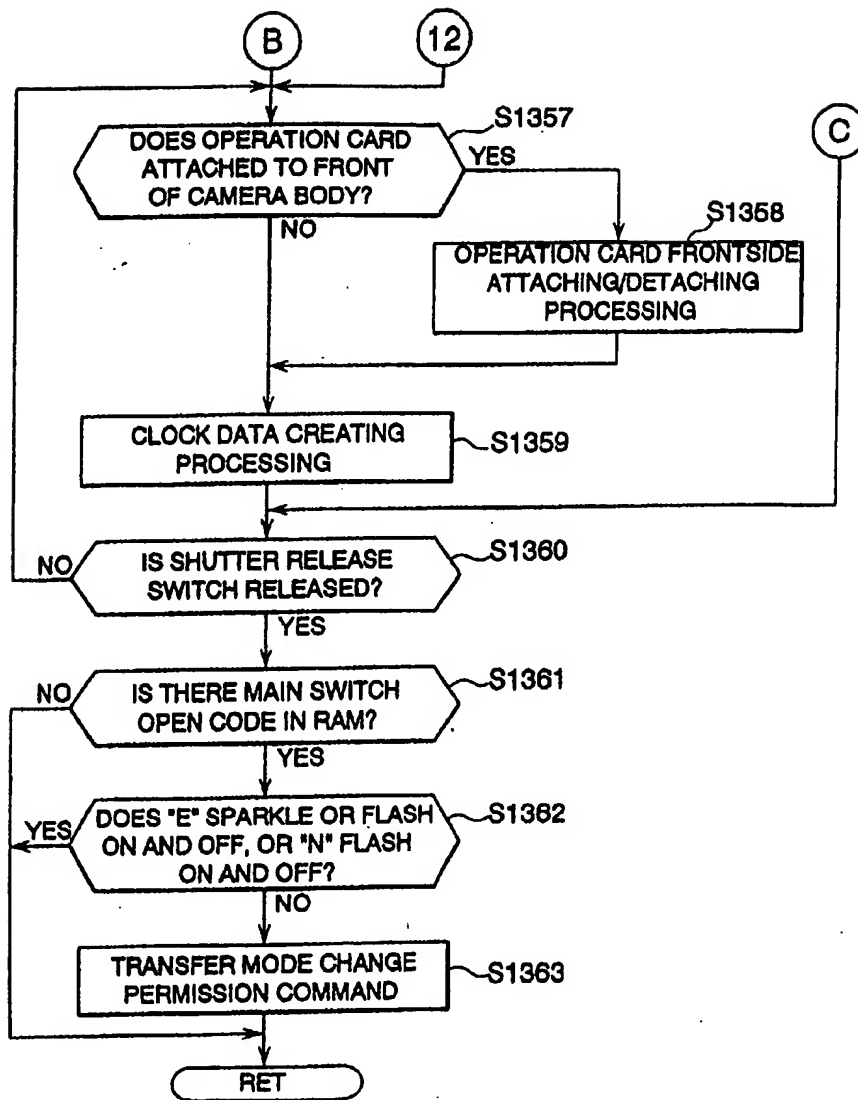 B
12
S1357
C
DOES OPERATION CARD
ATTACHED TO FRONT
OF CAMERA BODY?
YES
NO
S1358
OPERATION CARD FRONTSIDE
ATTACHING/DETACHING
PROCESSING
CLOCK DATA CREATING
PROCESSING
S1359
NO
IS SHUTTER RELEASE
SWITCH RELEASED?
S1360
YES
NO
IS THERE MAIN SWITCH
OPEN CODE IN RAM?
S1361
YES
YES
DOES "E" SPARKLE OR FLASH
ON AND OFF, OR "N" FLASH
ON AND OFF?
S1362
NO
TRANSFER MODE CHANGE
PERMISSION COMMAND
S1363
RET